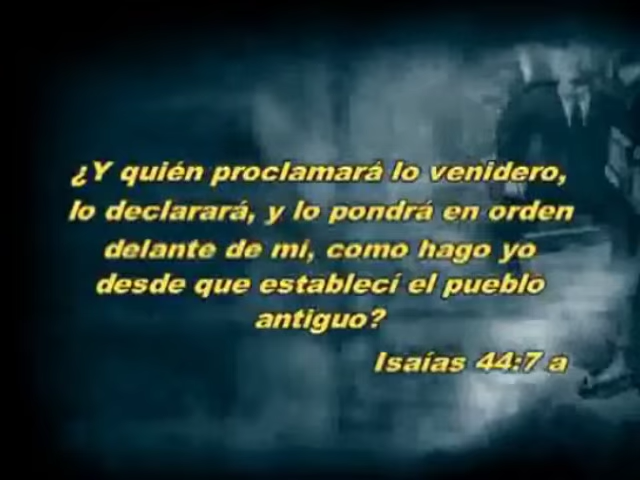 ¿Y quién proclamará lo venidero,
lo declarará, y lo pondrá en orden
delante de mí, como hago yo
desde que establecí el pueblo
antiguo?
Isaías 44:7 a